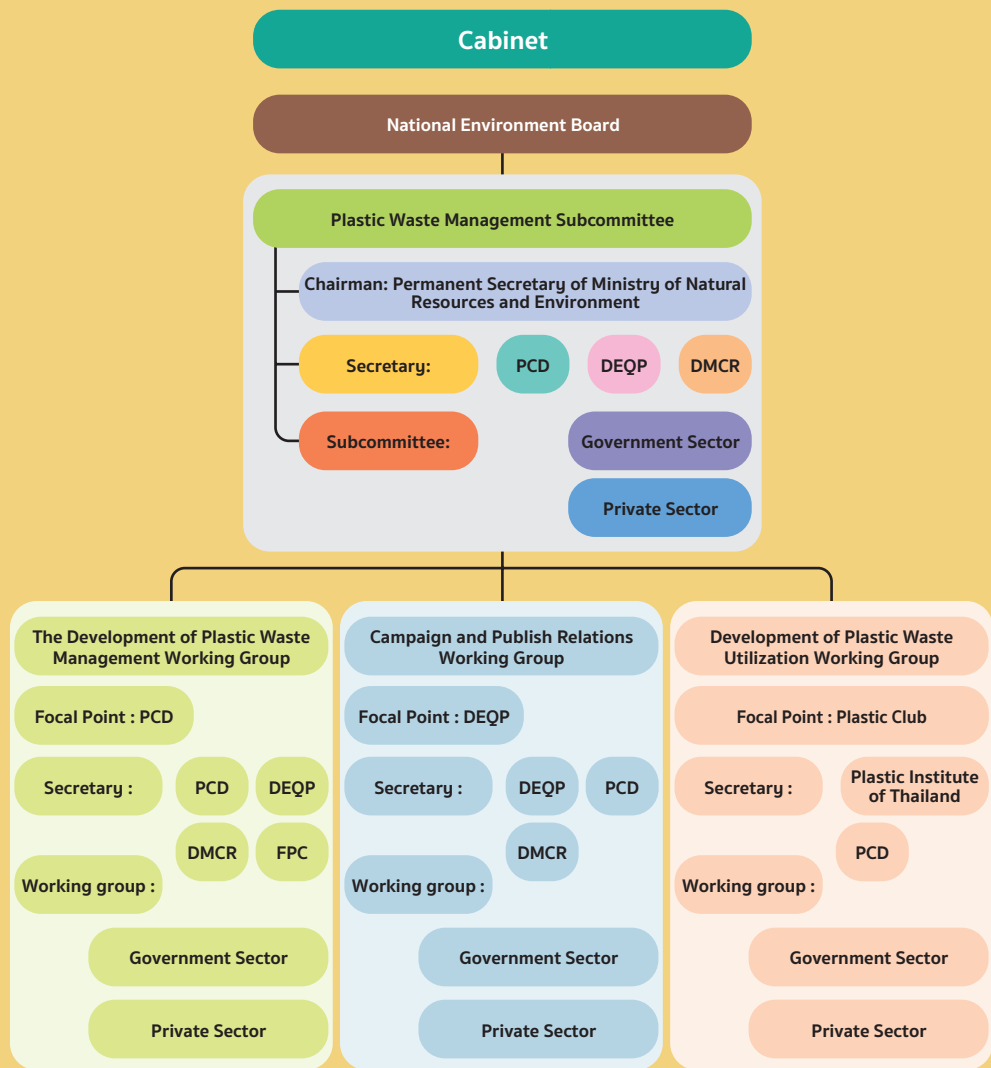 Cabinet
National Environment Board
Plastic Waste Management Subcommittee
Chairman: Permanent Secretary of Ministry of Natural
Resources and Environment
Secretary:
PCD
DEQP
DMCR
Subcommittee:
Government Sector
Private Sector
The Development of Plastic Waste
Management Working Group
Focal Point : PCD
Secretary :
PCD
DEQP
DMCR
FPC
Working group :
Government Sector
Private Sector
Campaign and Publish Relations
Working Group
Focal Point : DEQP
Secretary :
DEQP
PCD
DMCR
Working group :
Government Sector
Private Sector
Development of Plastic Waste
Utilization Working Group
Focal Point : Plastic Club
Secretary :
Plastic Institute
of Thailand
PCD
Working group :
Government Sector
Private Sector